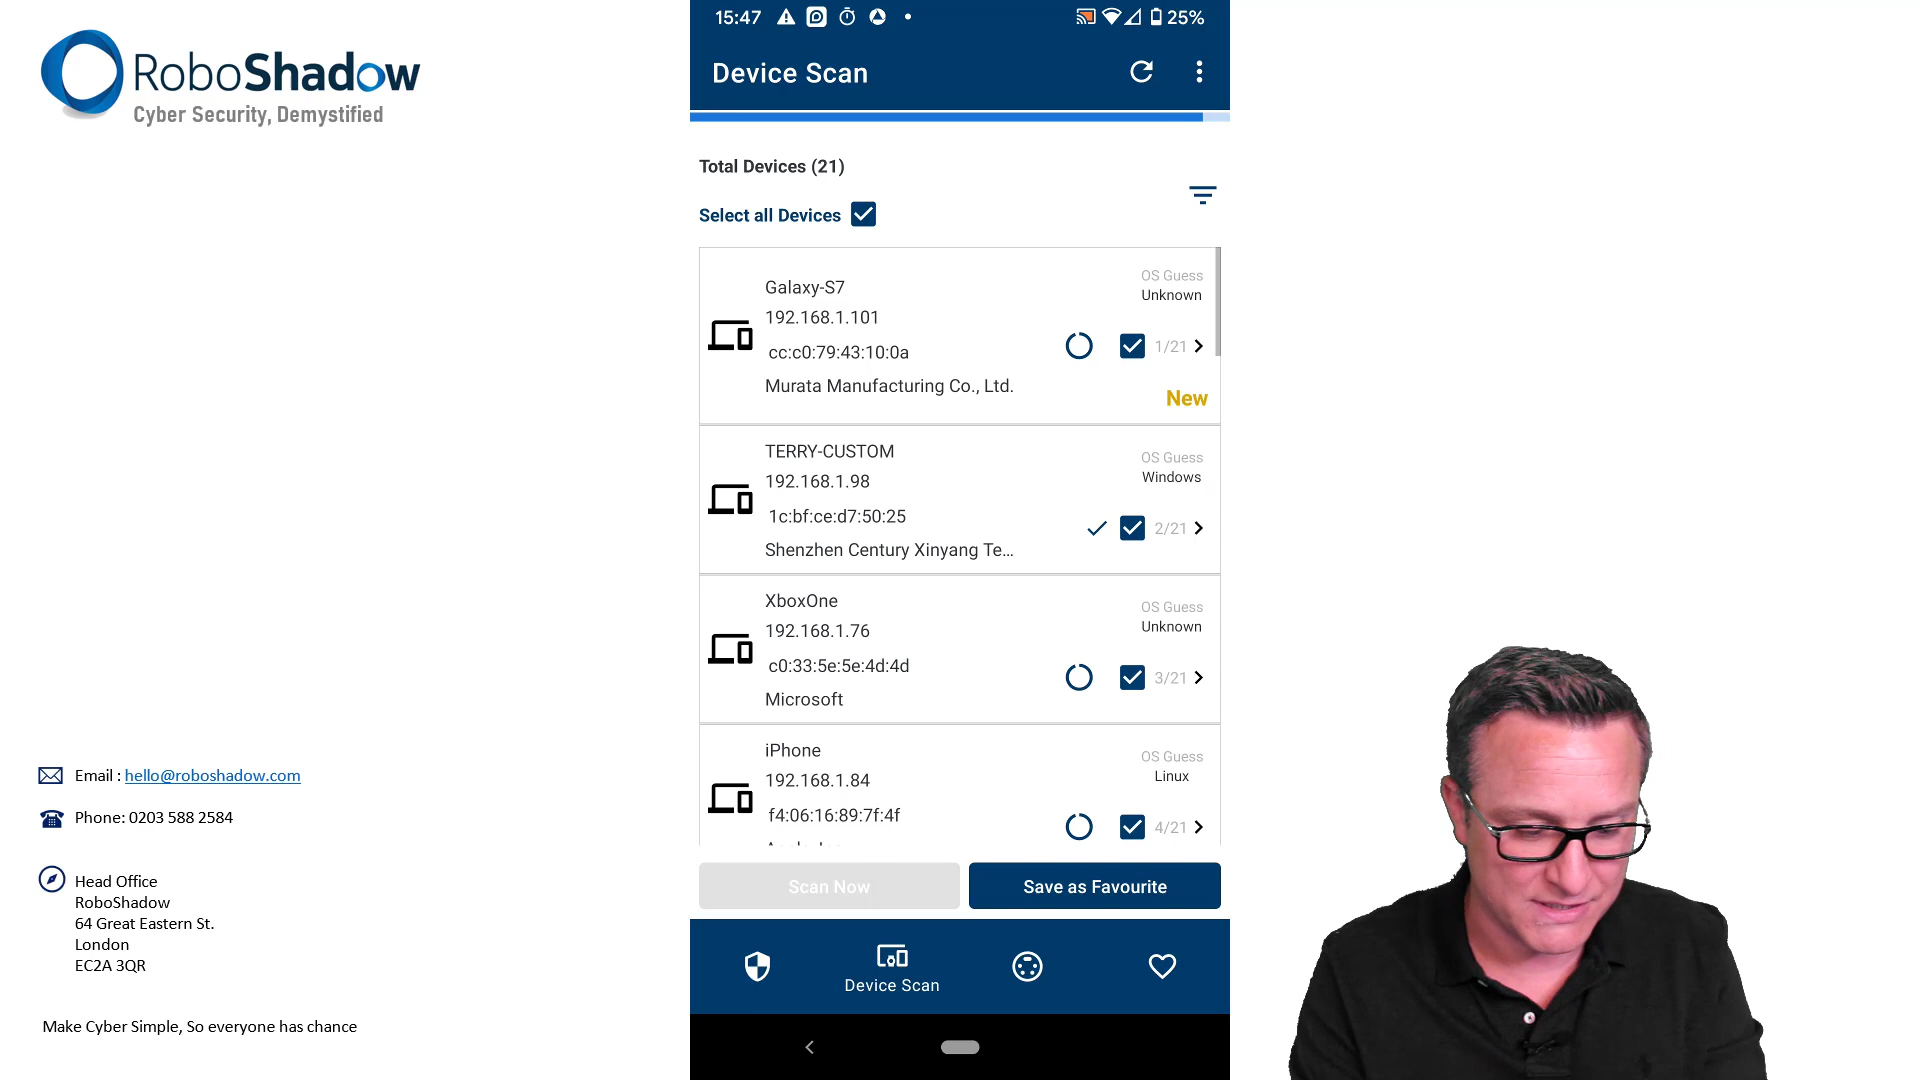 RoboShadow
Cyber Security, Demystified
15:47
25%
Device Scan
Total Devices (21)
Select all Devices
Galaxy-S7
192.168.1.101
cc:c0:79:43:10:0a
Murata Manufacturing Co., Ltd.
OS Guess
Unknown
1/21
New
TERRY-CUSTOM
192.168.1.98
1c:bf:ce:d7:50:25
Shenzhen Century Xinyang Te...
OS Guess
Windows
2/21
XboxOne
192.168.1.76
c0:33:5e:5e:4d:4d
Microsoft
OS Guess
Unknown
3/21
iPhone
192.168.1.84
f4:06:16:89:7f:4f
OS Guess
Linux
4/21
Scan Now
Save as Favourite
Device Scan
Email : hello@roboshadow.com
Phone: 0203 588 2584
Head Office
RoboShadow
64 Great Eastern St.
London
EC2A 3QR
Make Cyber Simple, So everyone has chance